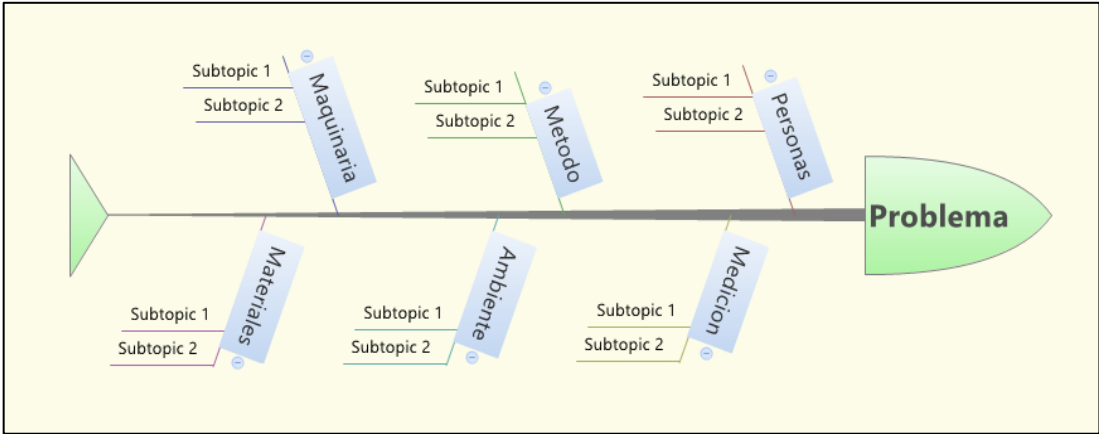 Subtopic 1
Subtopic 2
Maquinaria
Subtopic 1
Subtopic 2
Metodo
Subtopic 1
Subtopic 2
Personas
Problema
Materiales
Subtopic 1
Subtopic 2
Ambiente
Subtopic 1
Subtopic 2
Medicion
Subtopic 1
Subtopic 2